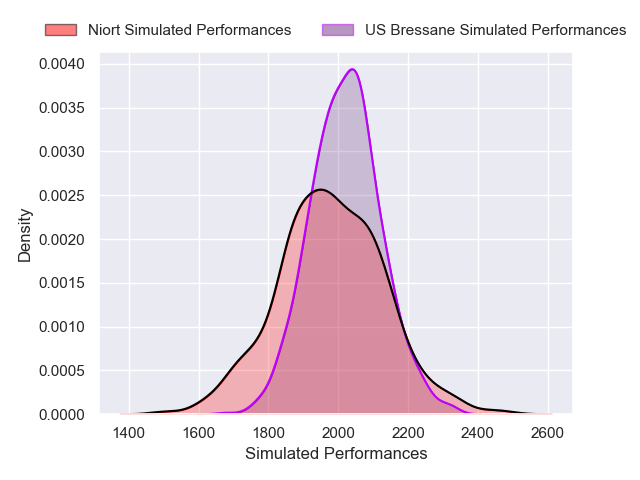 Niort Simulated Performances
US Bressane Simulated Performances
0.0040
0.0035
0.0030
0.0025
0.0020
0.0015
0.0010
0.0005
0.0000
Density
1400 1600 1800 2000 2200 2400 2600
Simulated Performances